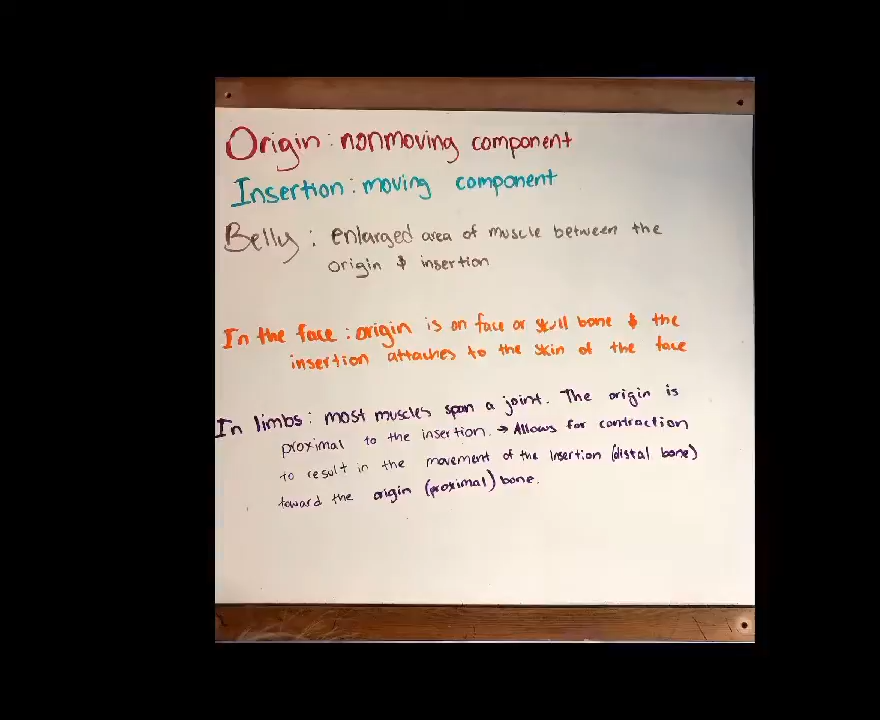 Origin: nonmoving component
Insertion: moving component
Belly: enlarged area of muscle between the
origin & insertion
In the face: origin is on face or skull bone & the
insertion attaches to the skin of the face
In limbs: most muscles span a joint. The origin is
proximal to the insertion. → Allows for contraction
to result in the movement of the insertion (distal bone)
toward the origin (proximal) bone.